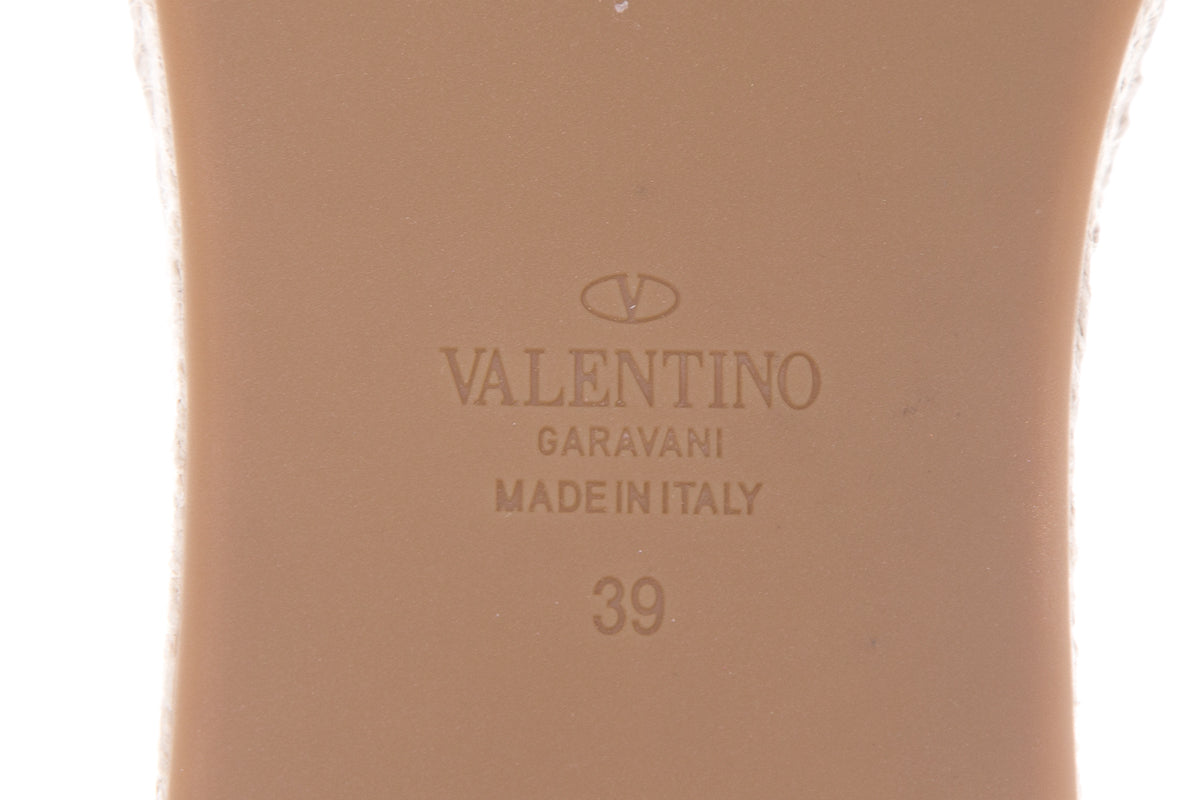 V
VALENTINO
GARAVANI
MADE IN ITALY
39